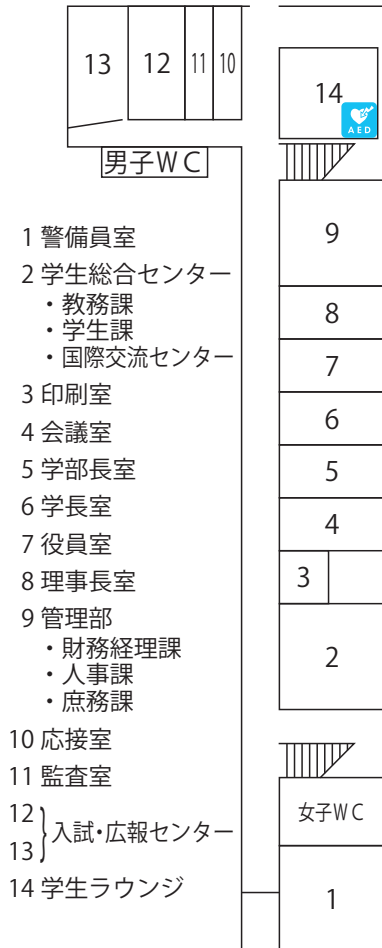 13
12
11
10
14
AED
男子WC
9
8
7
6
5
4
3
2
女子WC
1
1 警備員室
2 学生総合センター
・教務課
・学生課
・国際交流センター
3 印刷室
4 会議室
5 学部長室
6 学長室
7 役員室
8 理事長室
9 管理部
・財務経理課
・人事課
・庶務課
10 応接室
11 監査室
12
13
入試・広報センター
14 学生ラウンジ